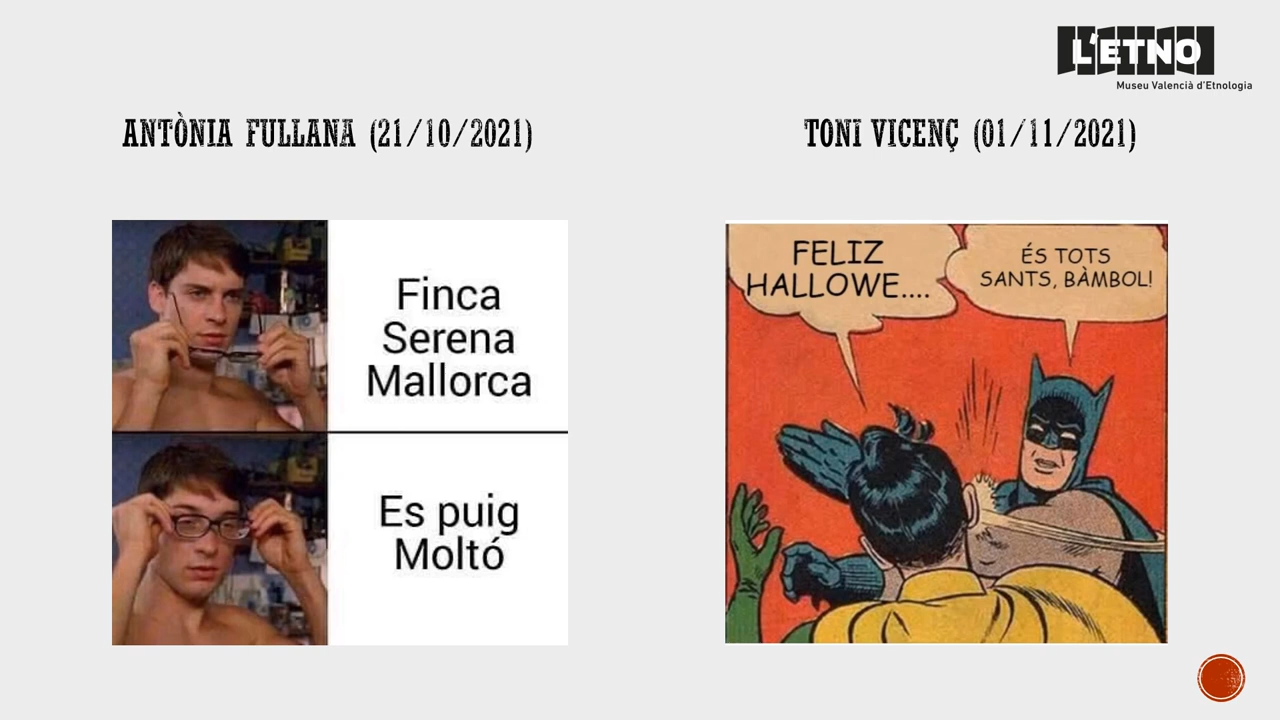 L'ETNO
Museu Valencià d'Etnologia
ANTÒNIA FULLANA (21/10/2021)
TONI VICENÇ (01/11/2021)
Finca
Serena
Mallorca
Es puig
Moltó
FELIZ
HALLOWE....
ÉS TOTS
SANTS, BÀMBOL!